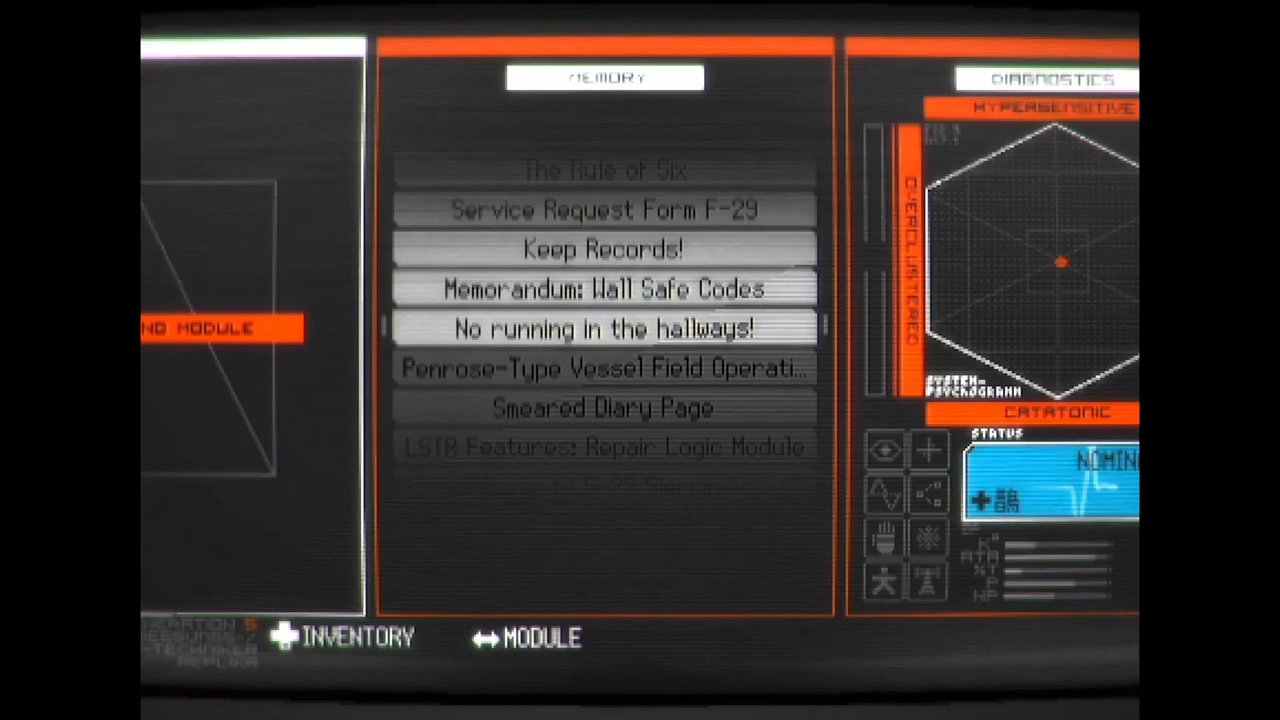 MEMORY
The Rule of Six
Service Request Form F-29
Keep Records!
Memorandum: Wall Safe Codes
No running in the hallways!
Penrose-Type Vessel Field Operati...
Smeared Diary Page
LSTR Features: Repair Logic Module
ND MODULE
DIAGNOSTICS
HYPERSENSITIVE
OVERCLUSTERED
SYSTEM-
PSYCHOGRAMM
CATATONIC
STATUS
NOMIN
-TECHNIKER
REPLIKA
INVENTORY
MODULE